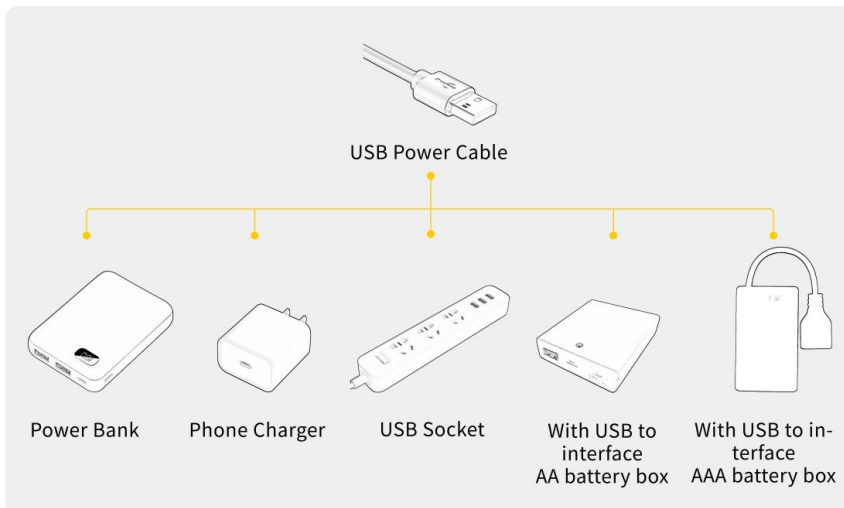 USB Power Cable
Power Bank
Phone Charger
USB Socket
With USB to
interface
AA battery box
With USB to in-
terface
AAA battery box